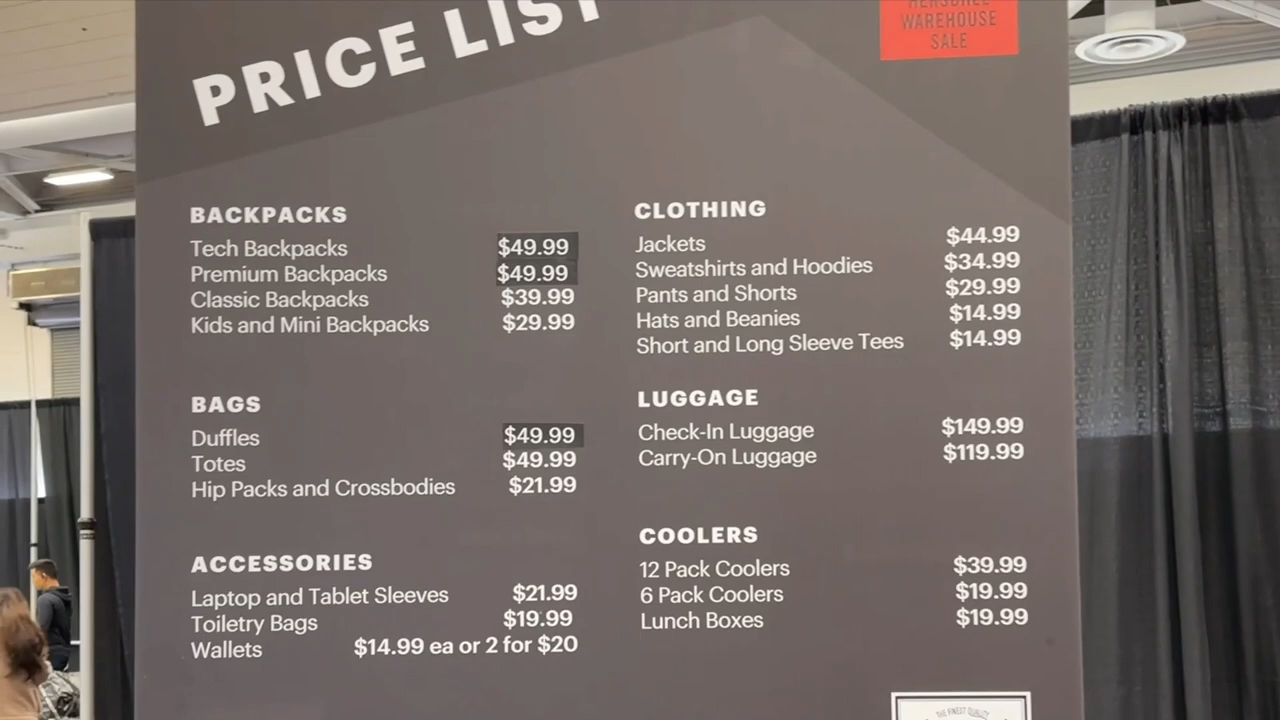 PRICE LIST
HERSCHEL
WAREHOUSE
SALE
BACKPACKS
Tech Backpacks $49.99
Premium Backpacks $49.99
Classic Backpacks $39.99
Kids and Mini Backpacks $29.99
BAGS
Duffles $49.99
Totes $49.99
Hip Packs and Crossbodies $21.99
ACCESSORIES
Laptop and Tablet Sleeves $21.99
Toiletry Bags $19.99
Wallets $14.99 ea or 2 for $20
CLOTHING
Jackets $44.99
Sweatshirts and Hoodies $34.99
Pants and Shorts $29.99
Hats and Beanies $14.99
Short and Long Sleeve Tees $14.99
LUGGAGE
Check-In Luggage $149.99
Carry-On Luggage $119.99
COOLERS
12 Pack Coolers $39.99
6 Pack Coolers $19.99
Lunch Boxes $19.99
THE FINEST QUALITY